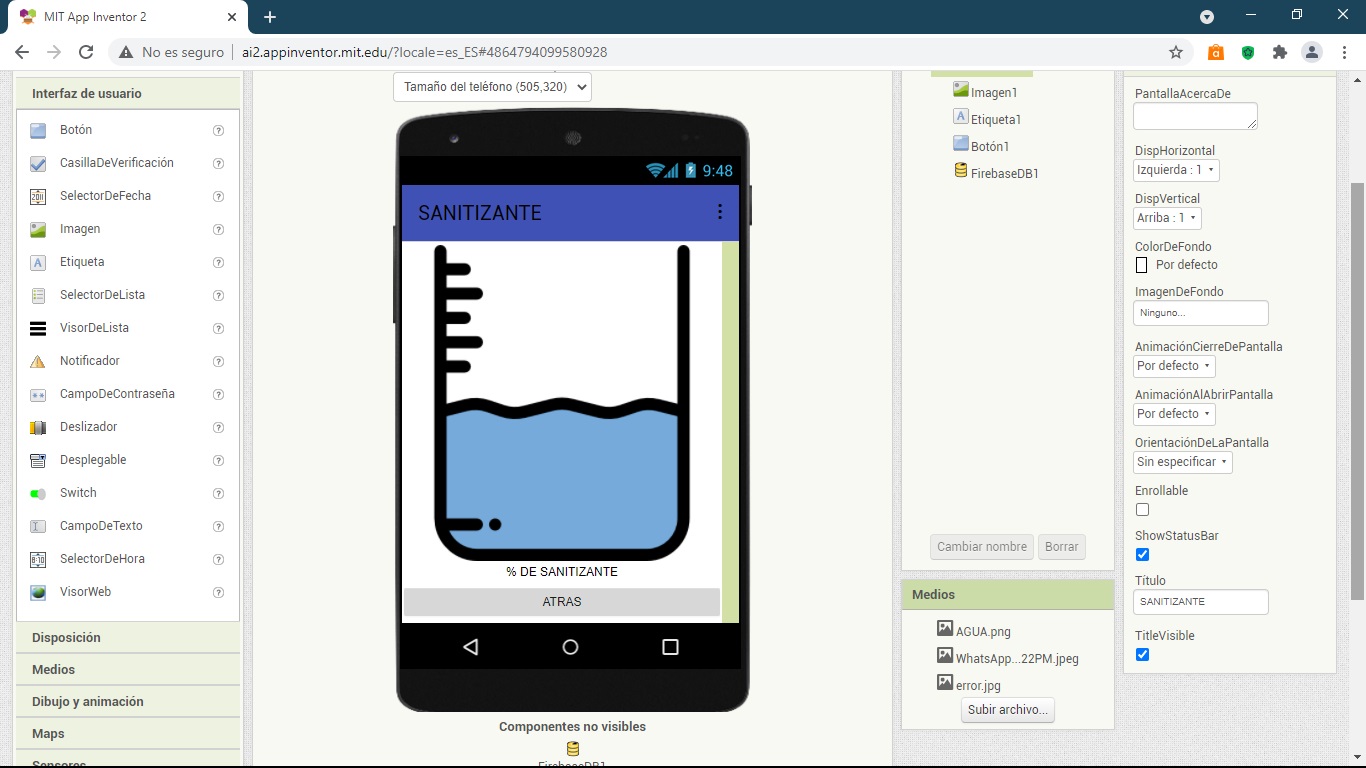 MIT App Inventor 2
No es seguro
ai2.appinventor.mit.edu/?locale=es_ES#4864794099580928
Interfaz de usuario
Botón
CasillaDeVerificación
SelectorDeFecha
Imagen
Etiqueta
SelectorDeLista
VisorDeLista
Notificador
CampoDeContraseña
Deslizador
Desplegable
Switch
CampoDeTexto
SelectorDeHora
VisorWeb
Disposición
Medios
Dibujo y animación
Maps
Sensores
Tamaño del teléfono (505,320)
9:48
SANITIZANTE
% DE SANITIZANTE
ATRAS
Componentes no visibles
FirebaseDB1
Imagen1
Etiqueta1
Botón1
FirebaseDB1
Cambiar nombre
Borrar
Medios
AGUA.png
WhatsApp...22PM.jpeg
error.jpg
Subir archivo...
PantallaAcercaDe
DispHorizontal
Izquierda : 1
DispVertical
Arriba : 1
ColorDeFondo
Por defecto
ImagenDeFondo
Ninguno...
AnimaciónCierreDePantalla
Por defecto
AnimaciónAlAbrirPantalla
Por defecto
OrientaciónDeLaPantalla
Sin especificar
Enrollable
ShowStatusBar
Título
SANITIZANTE
TitleVisible